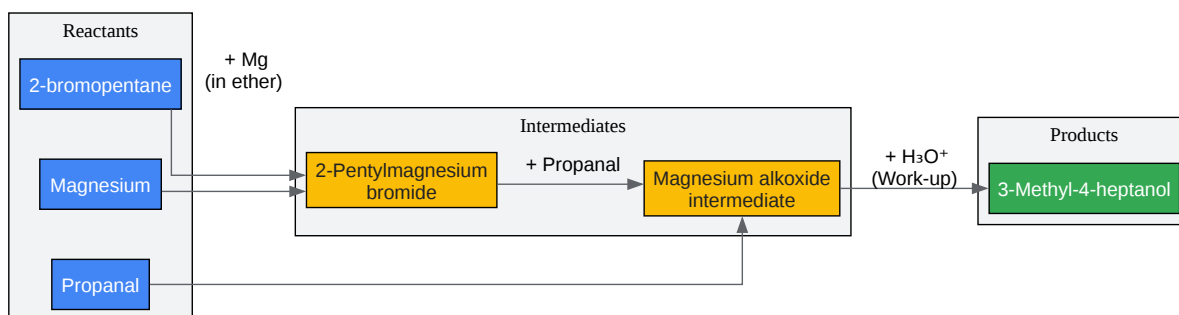 Reactants
2-bromopentane
Magnesium
Propanal
+ Mg
(in ether)
Intermediates
2-Pentylmagnesium
bromide
+ Propanal
Magnesium alkoxide
intermediate
+ H₃O⁺
(Work-up)
Products
3-Methyl-4-heptanol